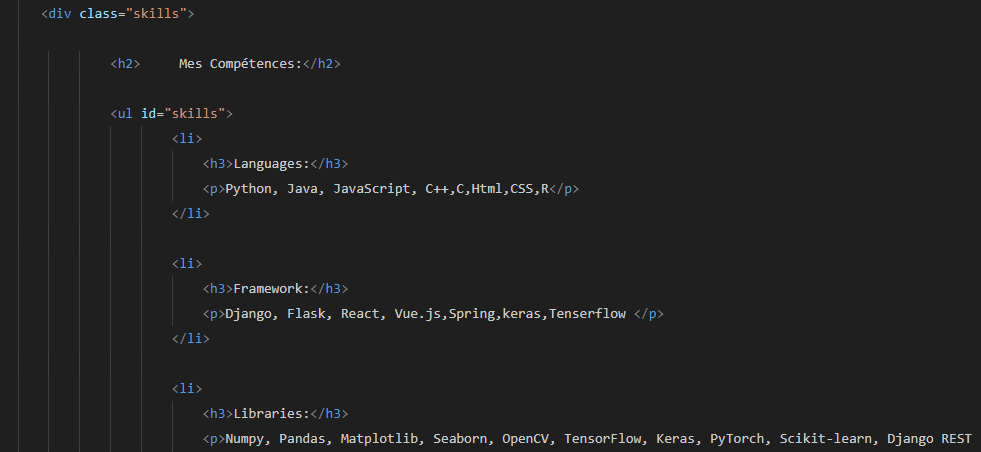 <div class="skills">
<h2>     Mes Compétences:</h2>
<ul id="skills">
<li>
<h3>Languages:</h3>
<p>Python, Java, JavaScript, C++,C,Html,CSS,R</p>
</li>
<li>
<h3>Framework:</h3>
<p>Django, Flask, React, Vue.js,Spring,keras,Tenserflow </p>
</li>
<li>
<h3>Libraries:</h3>
<p>Numpy, Pandas, Matplotlib, Seaborn, OpenCV, TensorFlow, Keras, PyTorch, Scikit-learn, Django REST